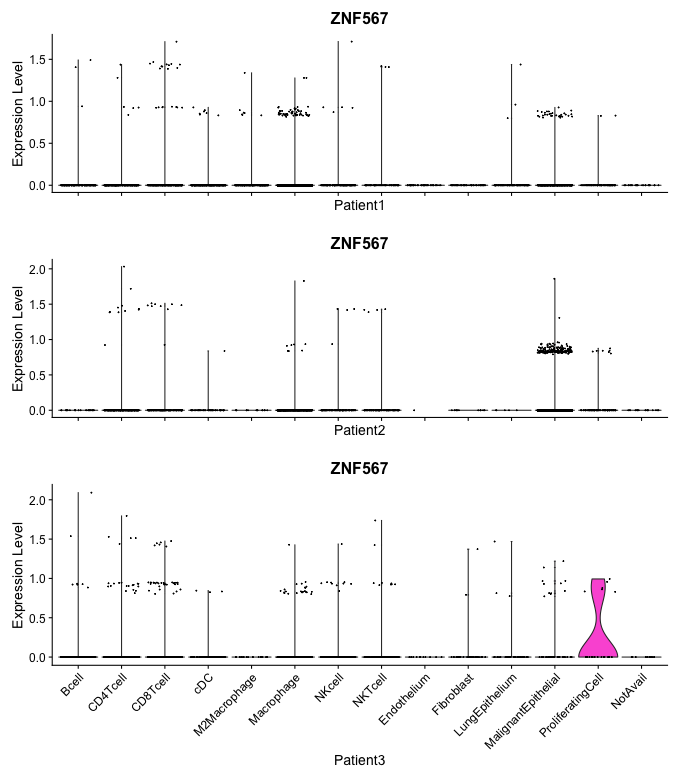 ZNF567
Expression Level
1.5
1.0
0.5
0.0
Patient1
ZNF567
Expression Level
2.0
1.5
1.0
0.5
0.0
Patient2
ZNF567
Expression Level
2.0
1.5
1.0
0.5
0.0
Bcell
CD4Tcell
CD8Tcell
cDC
M2Macrophage
Macrophage
NKcell
NKTcell
Endothelium
Fibroblast
LungEpithelium
MalignantEpithelial
ProliferatingCell
NotAvail
Patient3